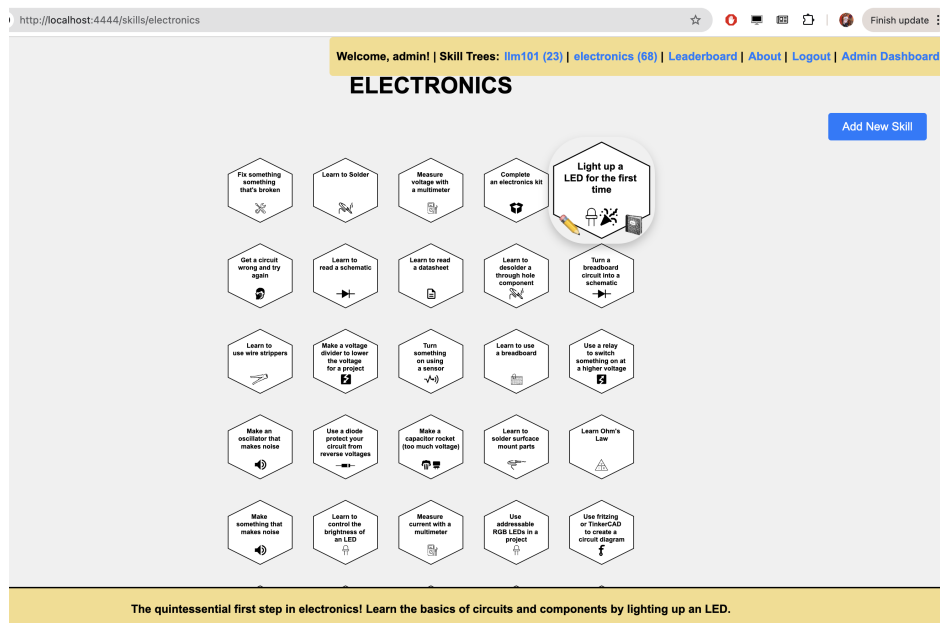 http://localhost:4444/skills/electronics
Finish update
Welcome, admin! | Skill Trees: llm101 (23) | electronics (68) | Leaderboard | About | Logout | Admin Dashboard
ELECTRONICS
Add New Skill
Fix something
something
that's broken
Learn to Solder
Measure
voltage with
a multimeter
Complete
an electronics kit
Light up a
LED for the first
time
Get a circuit
wrong and try
again
Learn to
read a schematic
Learn to read
a datasheet
Learn to
desolder a
through hole
component
Turn a
breadboard
circuit into a
schematic
Learn to
use wire strippers
Make a voltage
divider to lower
the voltage
for a project
Turn
something
on using
a sensor
Learn to use
a breadboard
Use a relay
to switch
something on at
a higher voltage
Make an
oscillator that
makes noise
Use a diode
protect your
circuit from
reverse voltages
Make a
capacitor rocket
(too much voltage)
Learn to
solder surfcace
mount parts
Learn Ohm's
Law
Make
something that
makes noise
Learn to
control the
brightness of
an LED
Measure
current with a
multimeter
Use
addressable
RGB LEDs in a
project
Use fritzing
or TinkerCAD
to create a
circuit diagram
The quintessential first step in electronics! Learn the basics of circuits and components by lighting up an LED.